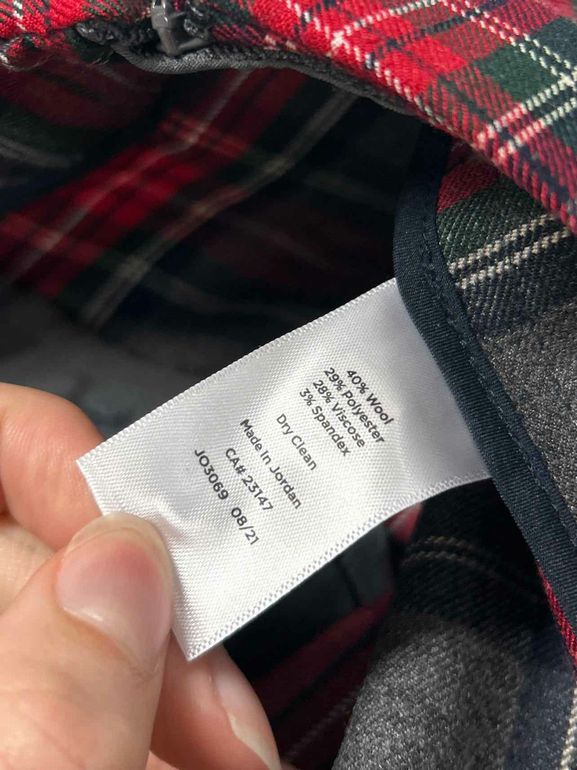 40% Wool
29% Polyester
28% Viscose
3% Spandex
Dry Clean
Made In Jordan
CA# 23147
JO3069 08/21